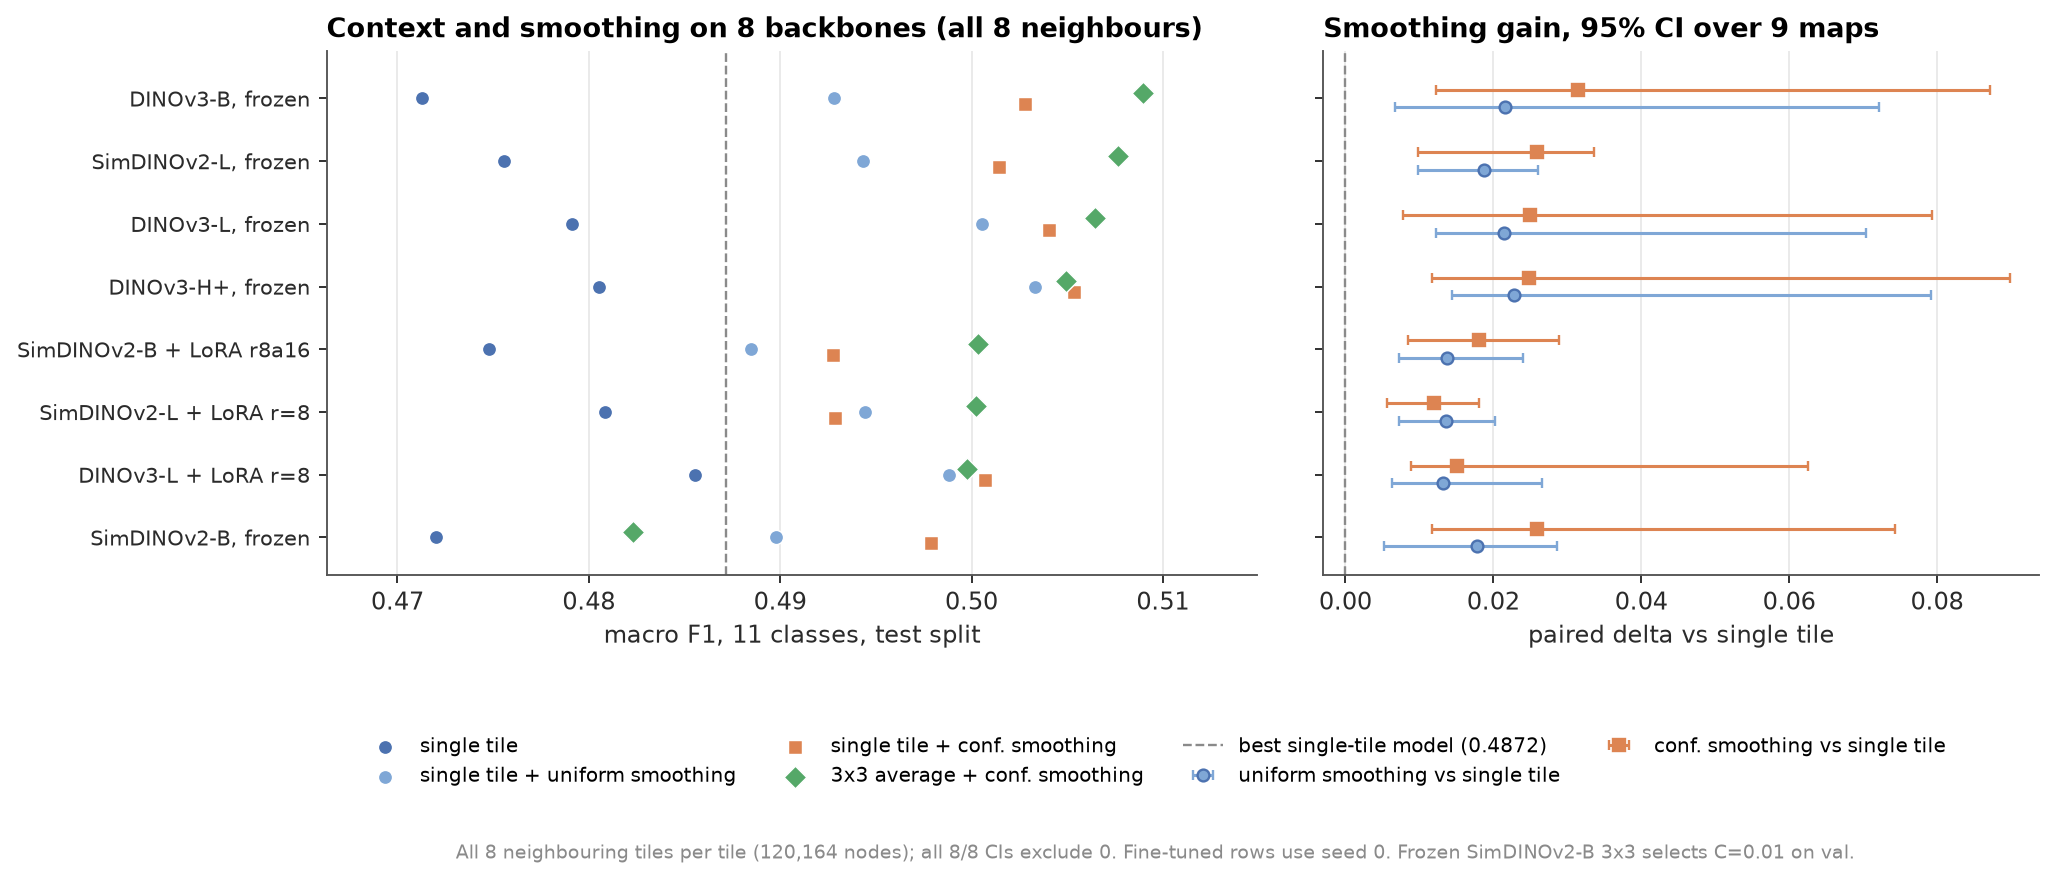 Context and smoothing on 8 backbones (all 8 neighbours)
DINOv3-B, frozen
SimDINOv2-L, frozen
DINOv3-L, frozen
DINOv3-H+, frozen
SimDINOv2-B + LoRA r8a16
SimDINOv2-L + LoRA r=8
DINOv3-L + LoRA r=8
SimDINOv2-B, frozen
0.47 0.48 0.49 0.50 0.51
macro F1, 11 classes, test split
Smoothing gain, 95% CI over 9 maps
0.00 0.02 0.04 0.06 0.08
paired delta vs single tile
single tile
single tile + uniform smoothing
single tile + conf. smoothing
3x3 average + conf. smoothing
best single-tile model (0.4872)
uniform smoothing vs single tile
conf. smoothing vs single tile
All 8 neighbouring tiles per tile (120,164 nodes); all 8/8 CIs exclude 0. Fine-tuned rows use seed 0. Frozen SimDINOv2-B 3x3 selects C=0.01 on val.